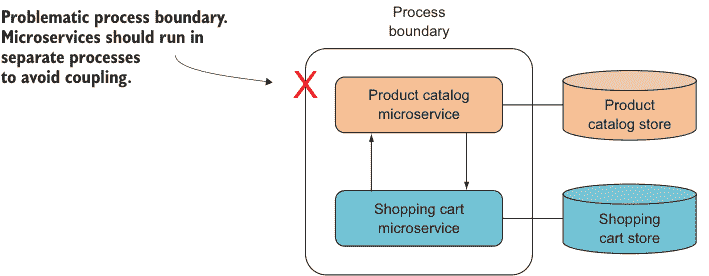 Problematic process boundary.
Microservices should run in
separate processes
to avoid coupling.
Process
boundary
Product catalog
microservice
Product
catalog store
Shopping cart
microservice
Shopping
cart store